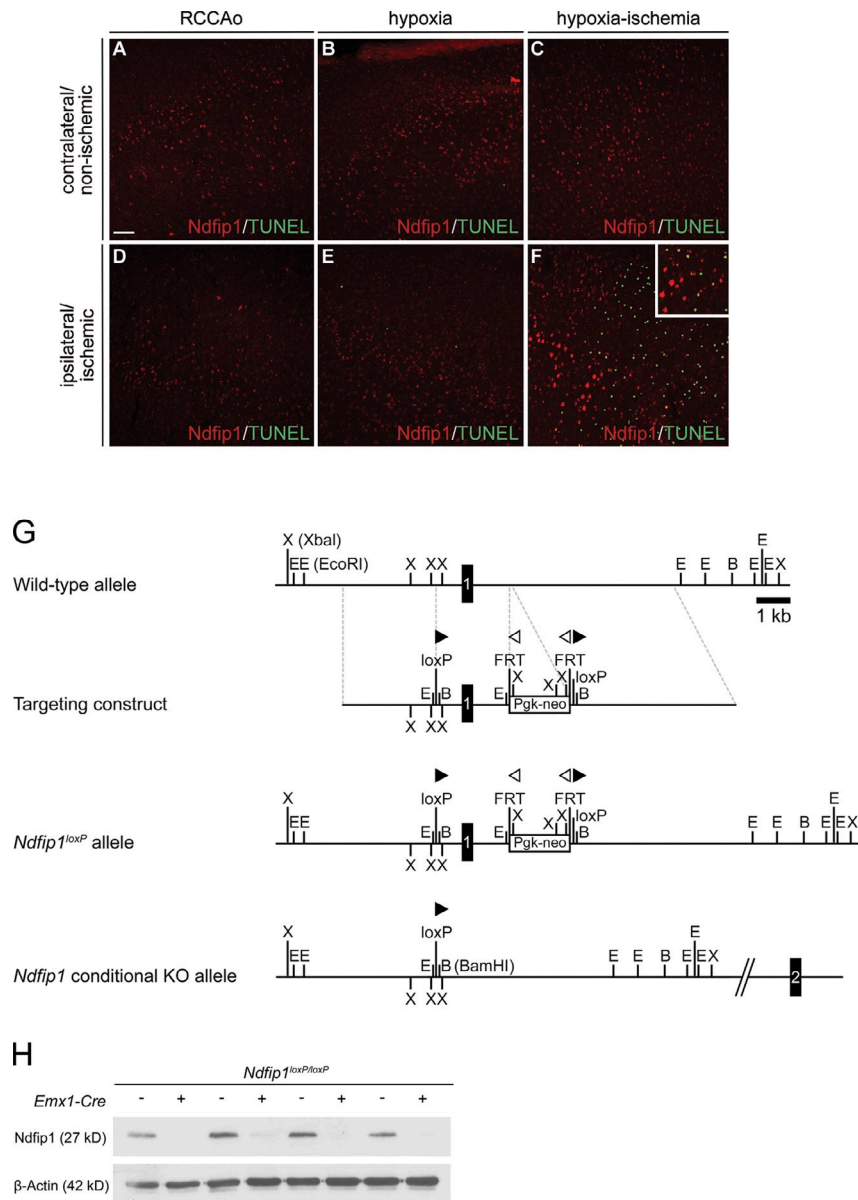 RCCAo hypoxia hypoxia-ischemia
contralateral/
non-ischemic
A B C
Ndfip1/TUNEL Ndfip1/TUNEL Ndfip1/TUNEL
ipsilateral/
ischemic
D E F
Ndfip1/TUNEL Ndfip1/TUNEL Ndfip1/TUNEL
G
X (XbaI) E
EE (EcoRI) X XX E E B E E X
Wild-type allele 1
1 kb
loxP FRT FRT
X X X loxP
E B E B
Targeting construct 1 Pgk-neo
X XX
X loxP FRT FRT E
X X X loxP
EE E B E B E E B E E X
Ndfip1loxP allele 1 Pgk-neo
X XX
X loxP E
EE E B (BamHI) E E B E E X
Ndfip1 conditional KO allele 2
X XX
H
Ndfip1loxP/loxP
Emx1-Cre - + - + - + - +
Ndfip1 (27 kD)
β-Actin (42 kD)